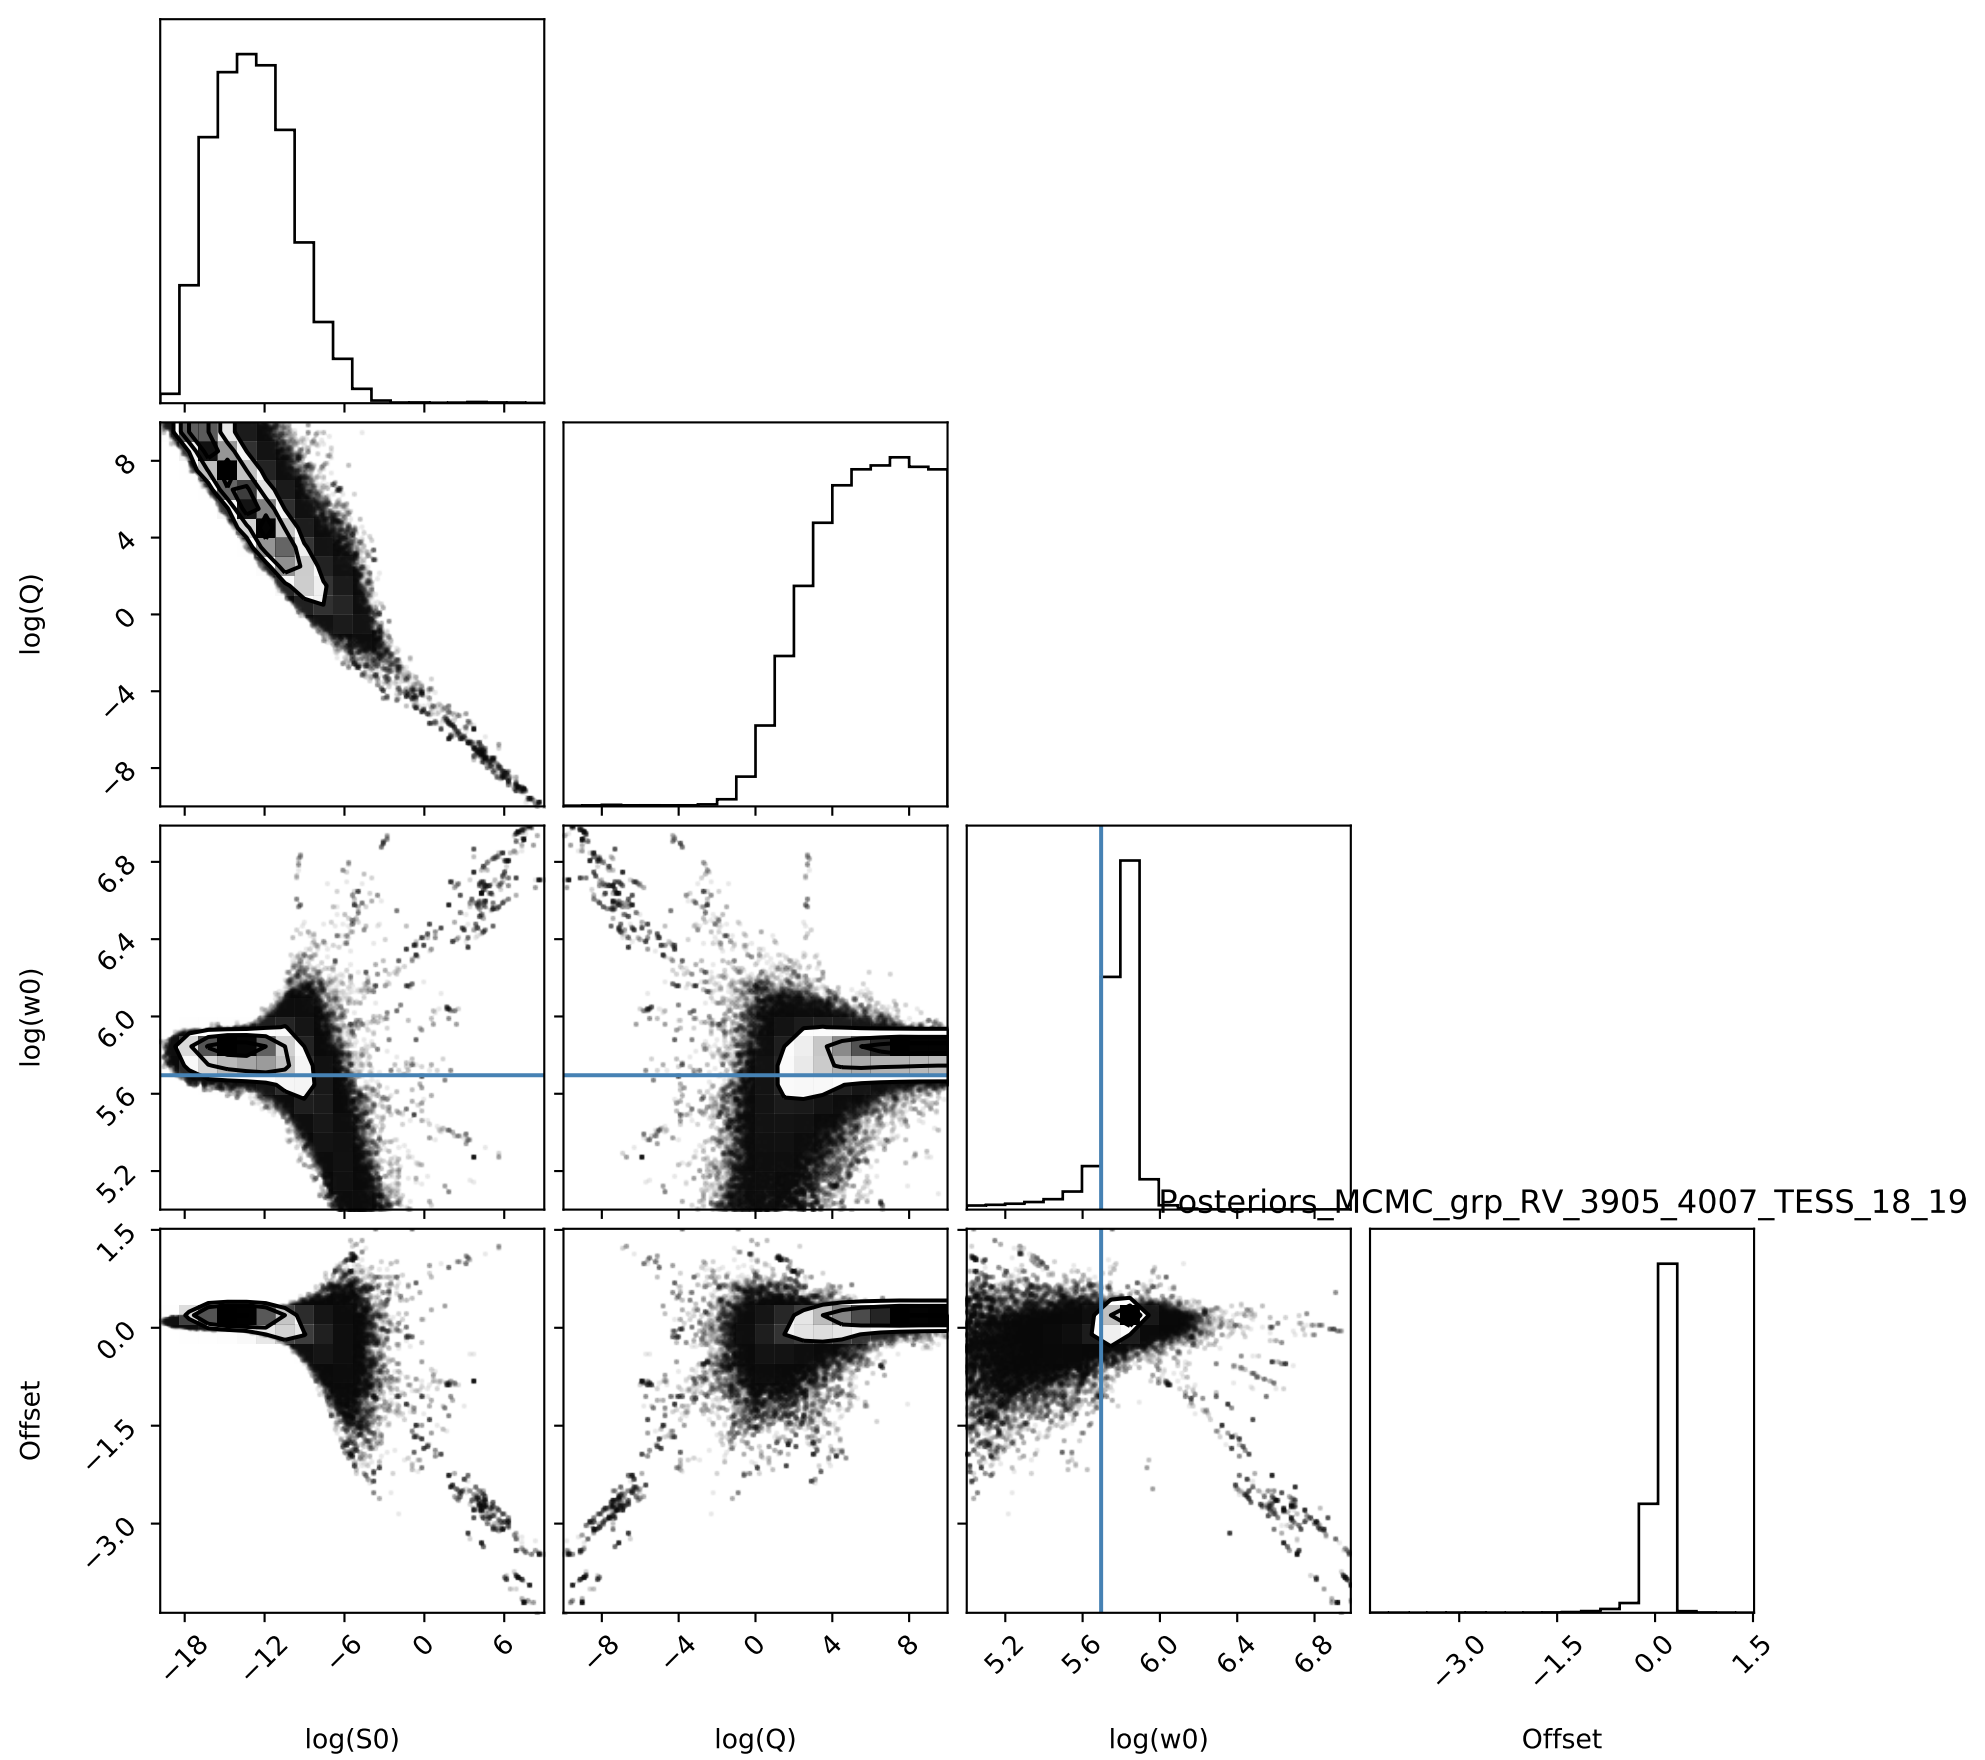 log(Q)
8
4
0
−4
−8
log(w0)
6.8
6.4
6.0
5.6
5.2
Posteriors_MCMC_grp_RV_3905_4007_TESS_18_19
Offset
1.5
0.0
−1.5
−3.0
−18 −12 −6 0 6
−8 −4 0 4 8
5.2 5.6 6.0 6.4 6.8
−3.0 −1.5 0.0 1.5
log(S0) log(Q) log(w0) Offset